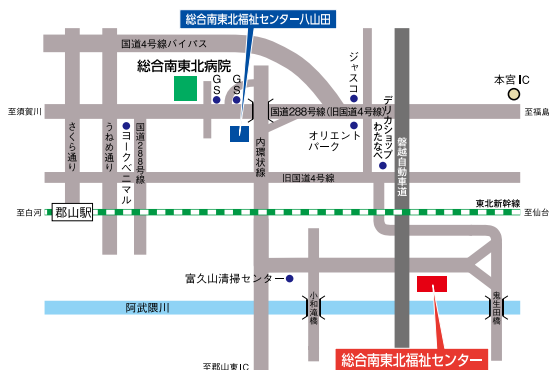 総合南東北福祉センター八山田
国道4号線バイパス
総合南東北病院
GS
GS
ジャスコ
本宮IC
至須賀川
国道288号線(旧国道4号線)
至福島
デリカショップ
わたなべ
オリエント
パーク
さくら通り
うねめ通り
ヨークベニマル
国道288号線
内環状線
磐越自動車道
旧国道4号線
東北新幹線
至白河
郡山駅
至仙台
富久山清掃センター
阿武隈川
小和滝橋
鬼生田橋
総合南東北福祉センター
至郡山東IC